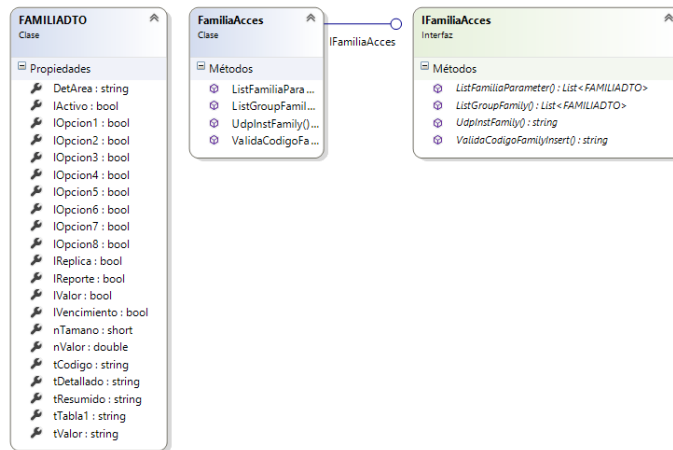 FAMILIADTO
Clase
Propiedades
DetArea : string
lActivo : bool
lOpcion1 : bool
lOpcion2 : bool
lOpcion3 : bool
lOpcion4 : bool
lOpcion5 : bool
lOpcion6 : bool
lOpcion7 : bool
lOpcion8 : bool
lReplica : bool
lReporte : bool
lValor : bool
lVencimiento : bool
nTamano : short
nValor : double
tCodigo : string
tDetallado : string
tResumido : string
tTabla1 : string
tValor : string
FamiliaAcces
Clase
Métodos
ListFamiliaPara...
ListGroupFamil...
UdpInstFamily()...
ValidaCodigoFa...
IFamiliaAcces
IFamiliaAcces
Interfaz
Métodos
ListFamiliaParameter() : List<FAMILIADTO>
ListGroupFamily() : List<FAMILIADTO>
UdpInstFamily() : string
ValidaCodigoFamilyInsert() : string